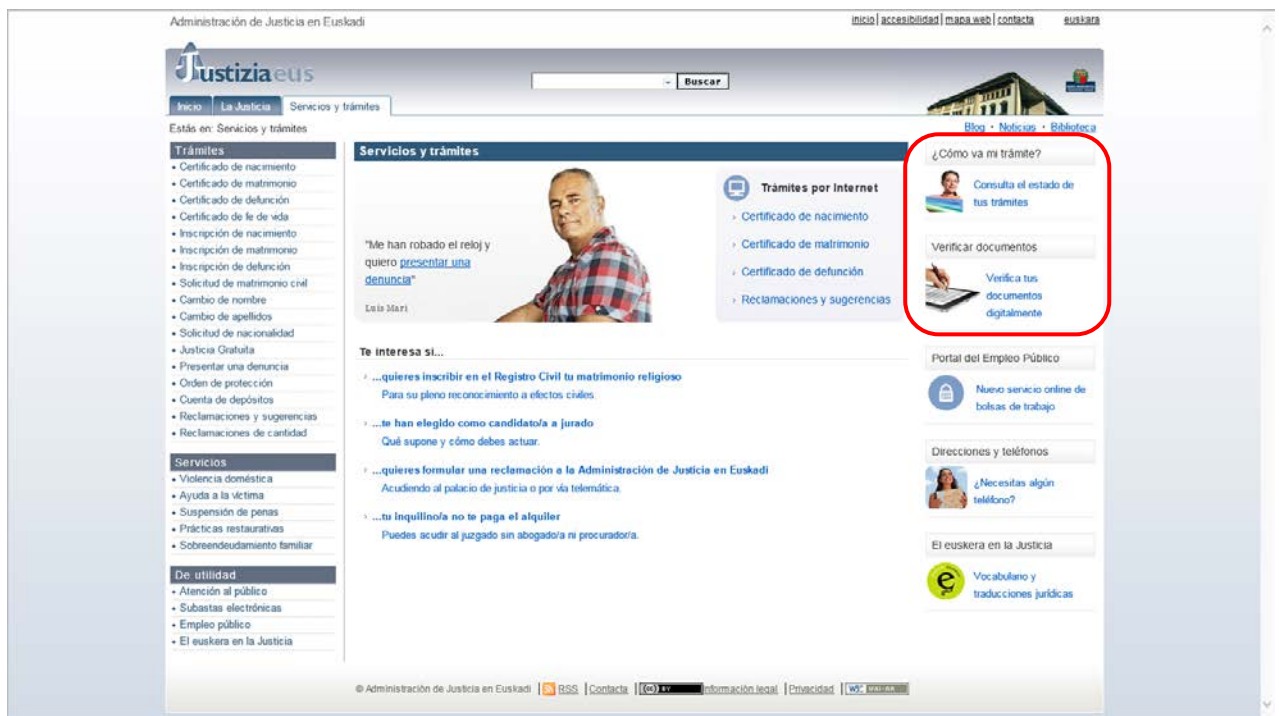 Administración de Justicia en Euskadi
inicio | accesibilidad | mapa web | contacta euskara
Justizia.eus
Buscar
Inicio La Justicia Servicios y trámites
Estás en: Servicios y trámites
Blog · Noticias · Biblioteca
Trámites
• Certificado de nacimiento
• Certificado de matrimonio
• Certificado de defunción
• Certificado de fe de vida
• Inscripción de nacimiento
• Inscripción de matrimonio
• Inscripción de defunción
• Solicitud de matrimonio civil
• Cambio de nombre
• Cambio de apellidos
• Solicitud de nacionalidad
• Justicia Gratuita
• Presentar una denuncia
• Orden de protección
• Cuenta de depósitos
• Reclamaciones y sugerencias
• Reclamaciones de cantidad
Servicios
• Violencia doméstica
• Ayuda a la víctima
• Suspensión de penas
• Prácticas restaurativas
• Sobreendeudamiento familiar
De utilidad
• Atención al público
• Subastas electrónicas
• Empleo público
• El euskera en la Justicia
Servicios y trámites
"Me han robado el reloj y
quiero presentar una
denuncia"
Luis Mari
Trámites por Internet
› Certificado de nacimiento
› Certificado de matrimonio
› Certificado de defunción
› Reclamaciones y sugerencias
Te interesa si...
› ...quieres inscribir en el Registro Civil tu matrimonio religioso
Para su pleno reconocimiento a efectos civiles
› ...te han elegido como candidato/a a jurado
Qué supone y cómo debes actuar.
› ...quieres formular una reclamación a la Administración de Justicia en Euskadi
Acudiendo al palacio de justicia o por vía telemática.
› ...tu inquilino/a no te paga el alquiler
Puedes acudir al juzgado sin abogado/a ni procurador/a.
¿Cómo va mi trámite?
Consulta el estado de
tus trámites
Verificar documentos
Verifica tus
documentos
digitalmente
Portal del Empleo Público
Nuevo servicio online de
bolsas de trabajo
Direcciones y teléfonos
¿Necesitas algún
teléfono?
El euskera en la Justicia
Vocabulario y
traducciones jurídicas
© Administración de Justicia en Euskadi | RSS | Contacta | (cc) BY Información legal | Privacidad | W3C WAI-AA